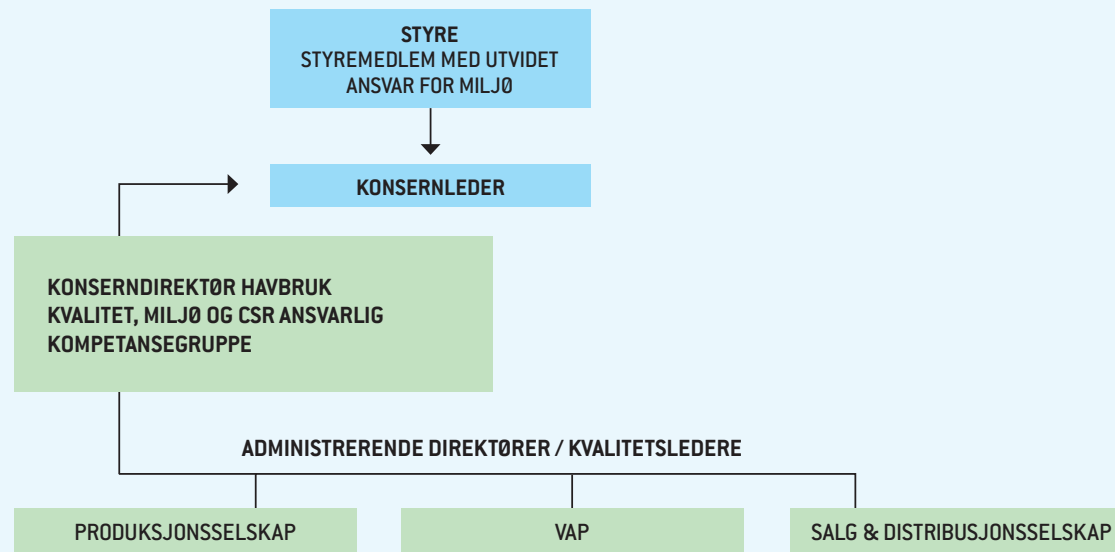 STYRE
STYREMEDLEM MED UTVIDET
ANSVAR FOR MILJØ
KONSERNLEDER
KONSERNDIREKTØR HAVBRUK
KVALITET, MILJØ OG CSR ANSVARLIG
KOMPETANSEGRUPPE
ADMINISTRERENDE DIREKTØRER / KVALITETSLEDERE
PRODUKSJONSSELSKAP
VAP
SALG & DISTRIBUSJONSSELSKAP